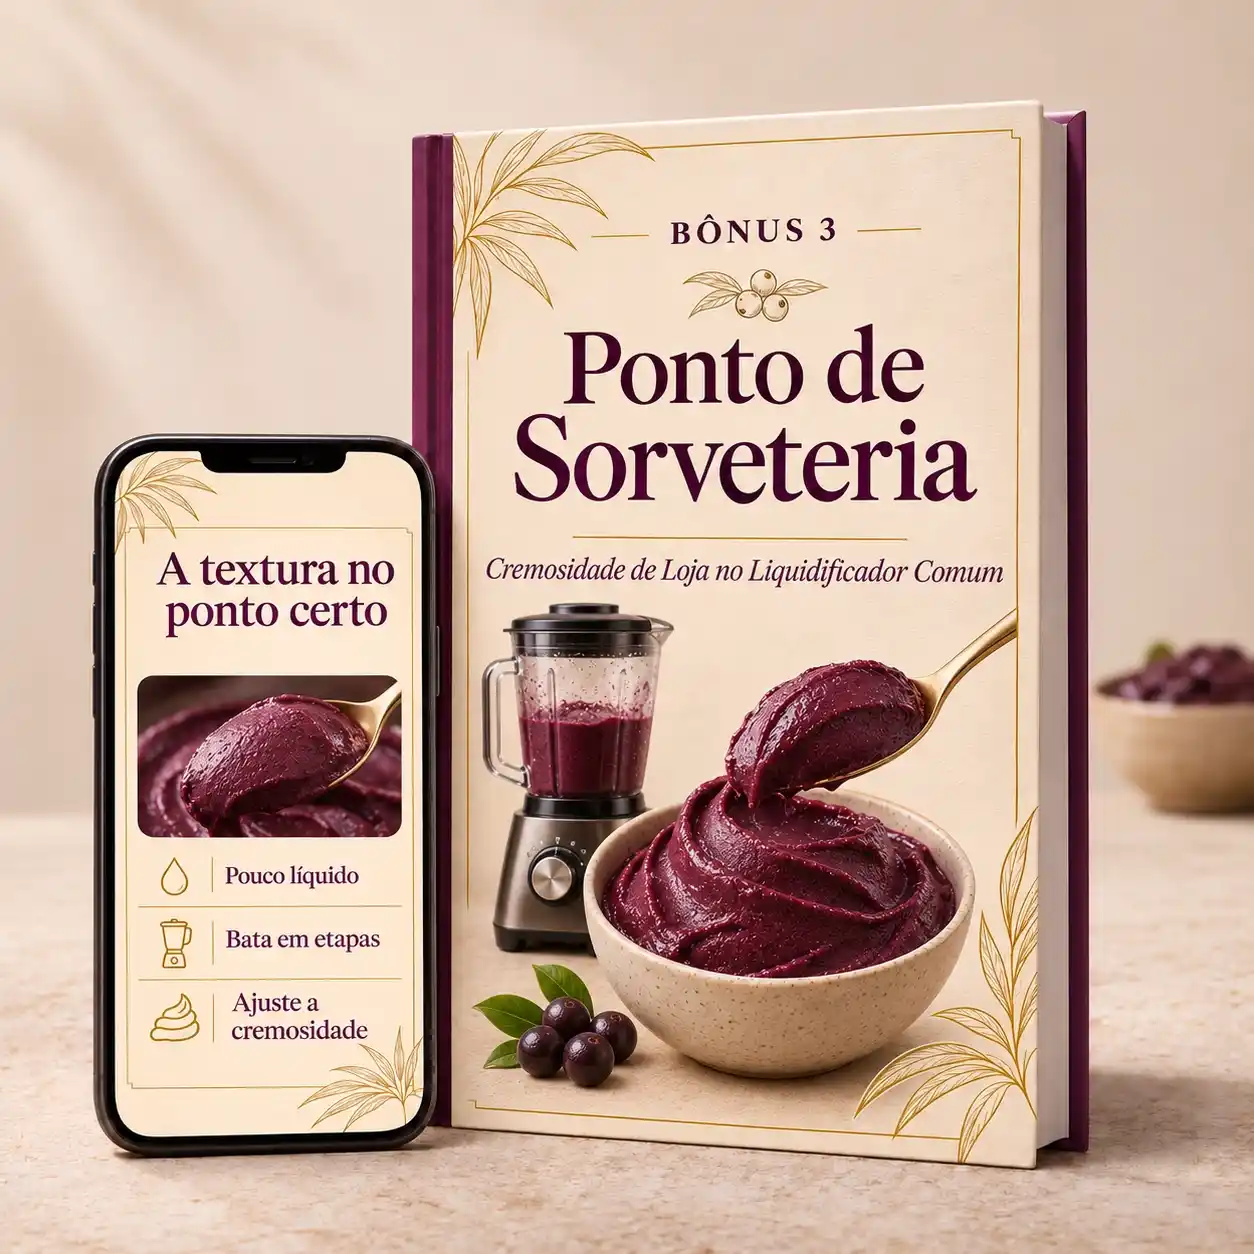 BÔNUS 3
Ponto de
Sorveteria
Cremosidade de Loja no Liquidificador Comum
A textura no
ponto certo
Pouco líquido
Bata em etapas
Ajuste a
cremosidade